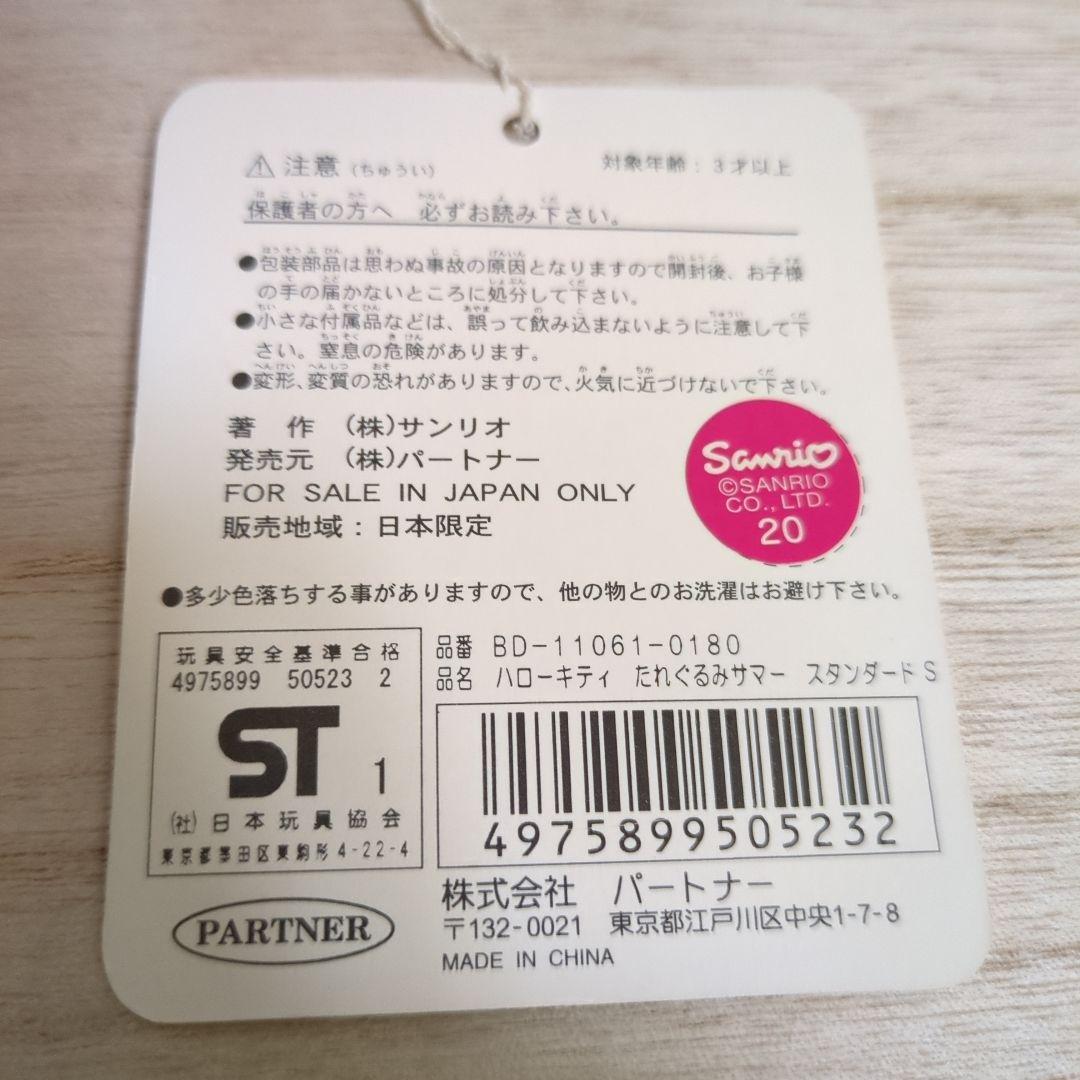 ⚠ 注意 (ちゅうい) 対象年齢：3才以上
保護者の方へ 必ずお読み下さい。
●包装部品は思わぬ事故の原因となりますので開封後、お子様
の手の届かないところに処分して下さい。
●小さな付属品などは、誤って飲み込まないように注意して下
さい。窒息の危険があります。
●変形、変質の恐れがありますので、火気に近づけないで下さい。
著 作 (株)サンリオ
発売元 (株)パートナー
FOR SALE IN JAPAN ONLY
販売地域：日本限定
Sanrio
©SANRIO
CO., LTD.
20
●多少色落ちする事がありますので、他の物とのお洗濯はお避け下さい。
玩具安全基準合格
4975899 50523 2
ST 1
(社)日本玩具協会
東京都墨田区東駒形4-22-4
品番 BD-11061-0180
品名 ハローキティ たれぐるみサマー スタンダードS
4975899505232
PARTNER
株式会社 パートナー
〒132-0021 東京都江戸川区中央1-7-8
MADE IN CHINA